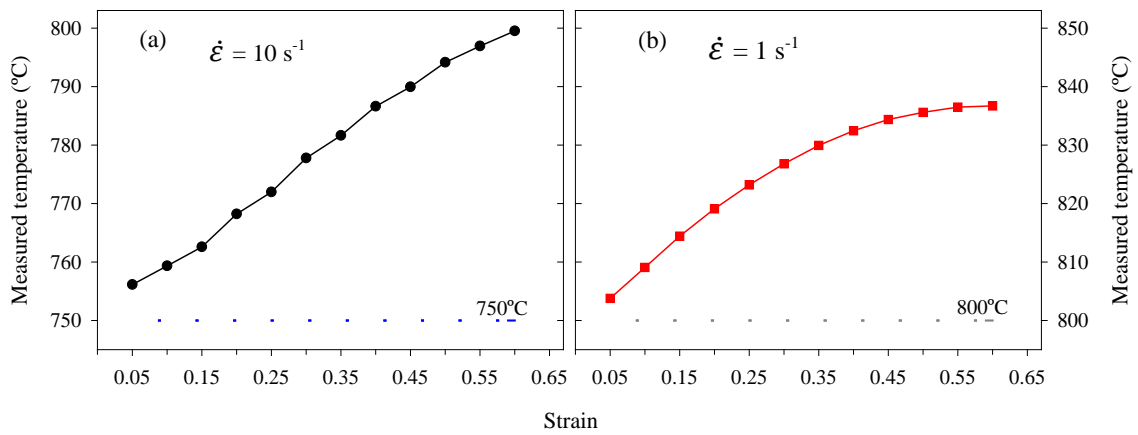 (a)
ε̇ = 10 s⁻¹
Measured temperature (ºC)
800
790
780
770
760
750
750ºC
0.05 0.15 0.25 0.35 0.45 0.55 0.65
(b)
ε̇ = 1 s⁻¹
800ºC
850
840
830
820
810
800
Measured temperature (ºC)
0.05 0.15 0.25 0.35 0.45 0.55 0.65
Strain